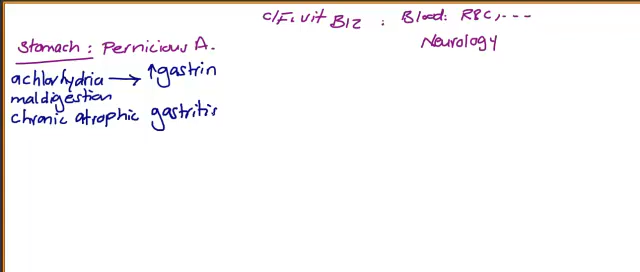 C/F: vit B12 : Blood: RBC, ---
Neurology
Stomach : Pernicious A.
achlorhydria → ↑gastrin
maldigestion
chronic atrophic gastritis